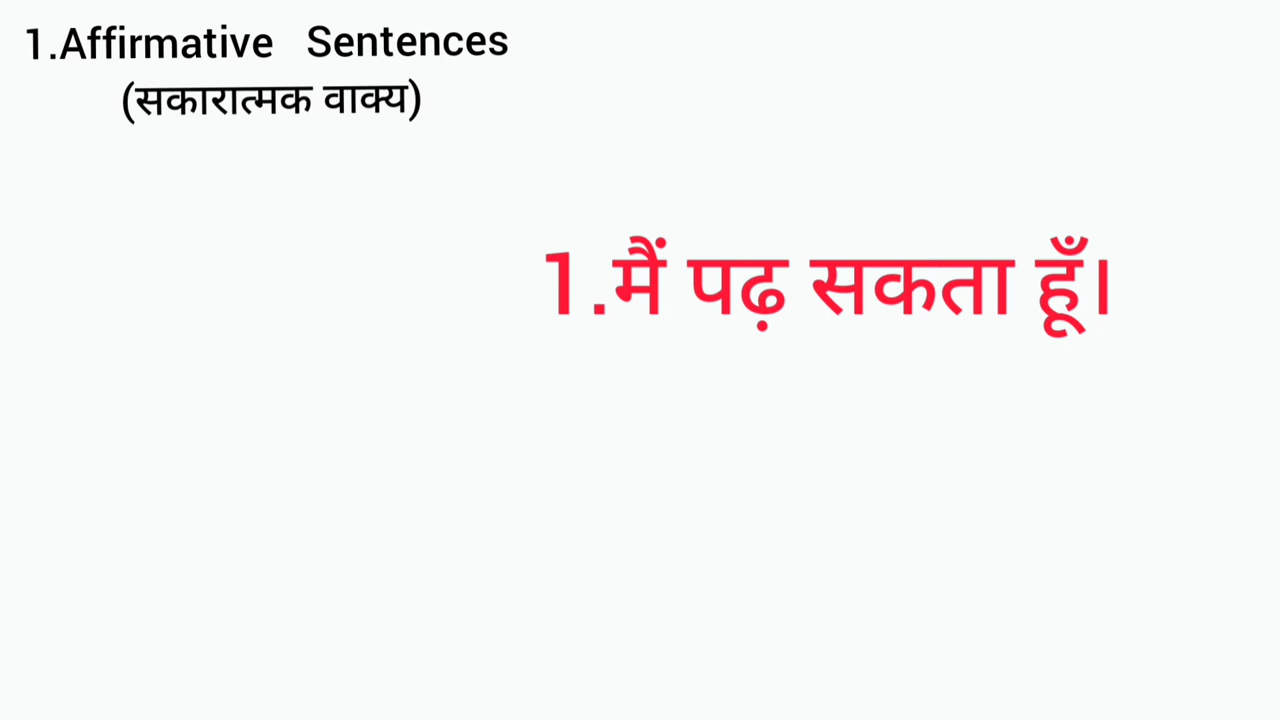 1.Affirmative Sentences
(सकारात्मक वाक्य)
1.मैं पढ़ सकता हूँ।